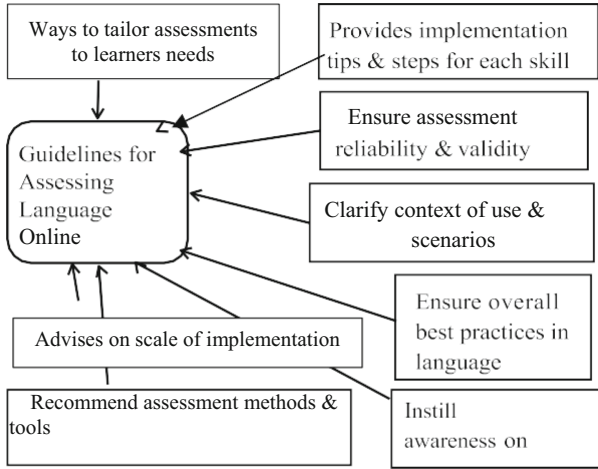 Ways to tailor assessments
to learners needs
Provides implementation
tips & steps for each skill
Guidelines for
Assessing
Language
Online
Ensure assessment
reliability & validity
Clarify context of use &
scenarios
Ensure overall
best practices in
language
Advises on scale of implementation
Recommend assessment methods &
tools
Instill
awareness on